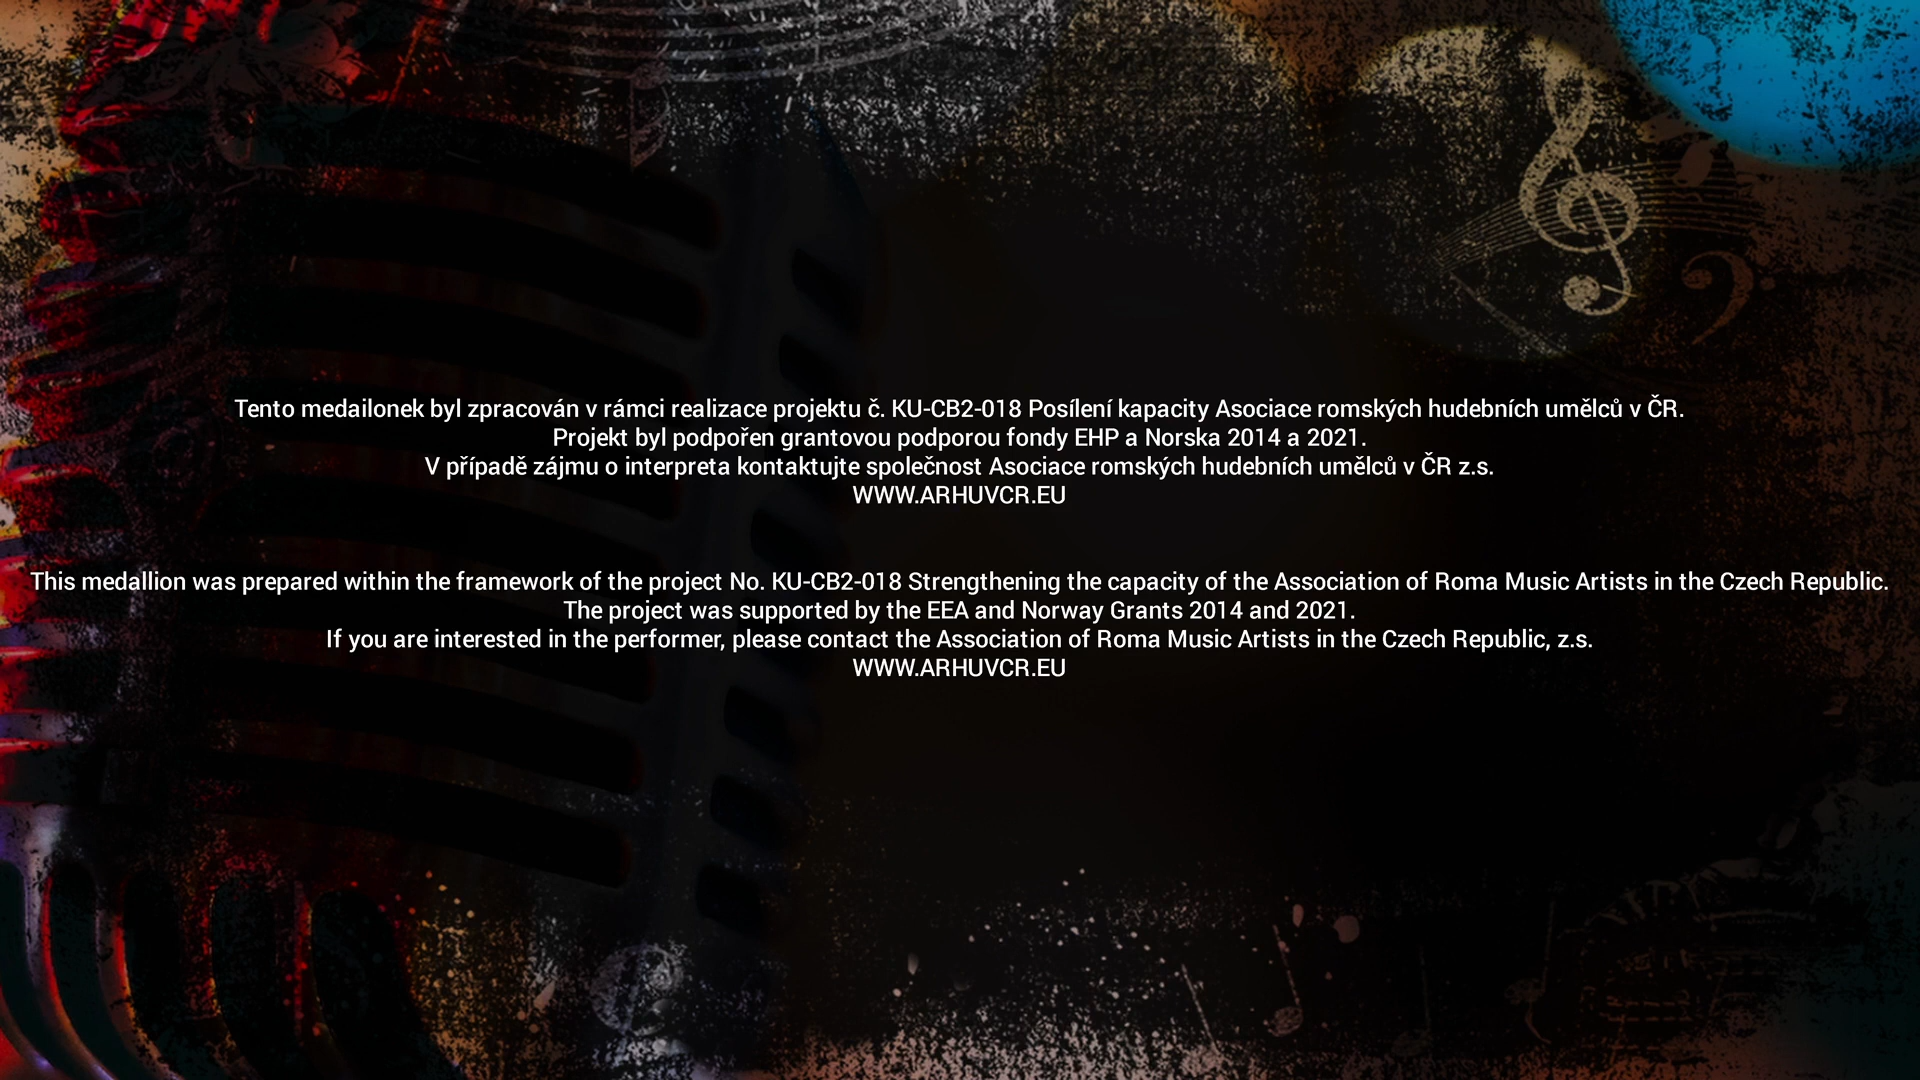 Tento medailonek byl zpracován v rámci realizace projektu č. KU-CB2-018 Posílení kapacity Asociace romských hudebních umělců v ČR.
Projekt byl podpořen grantovou podporou fondy EHP a Norska 2014 a 2021.
V případě zájmu o interpreta kontaktujte společnost Asociace romských hudebních umělců v ČR z.s.
WWW.ARHUVCR.EU
This medallion was prepared within the framework of the project No. KU-CB2-018 Strengthening the capacity of the Association of Roma Music Artists in the Czech Republic.
The project was supported by the EEA and Norway Grants 2014 and 2021.
If you are interested in the performer, please contact the Association of Roma Music Artists in the Czech Republic, z.s.
WWW.ARHUVCR.EU